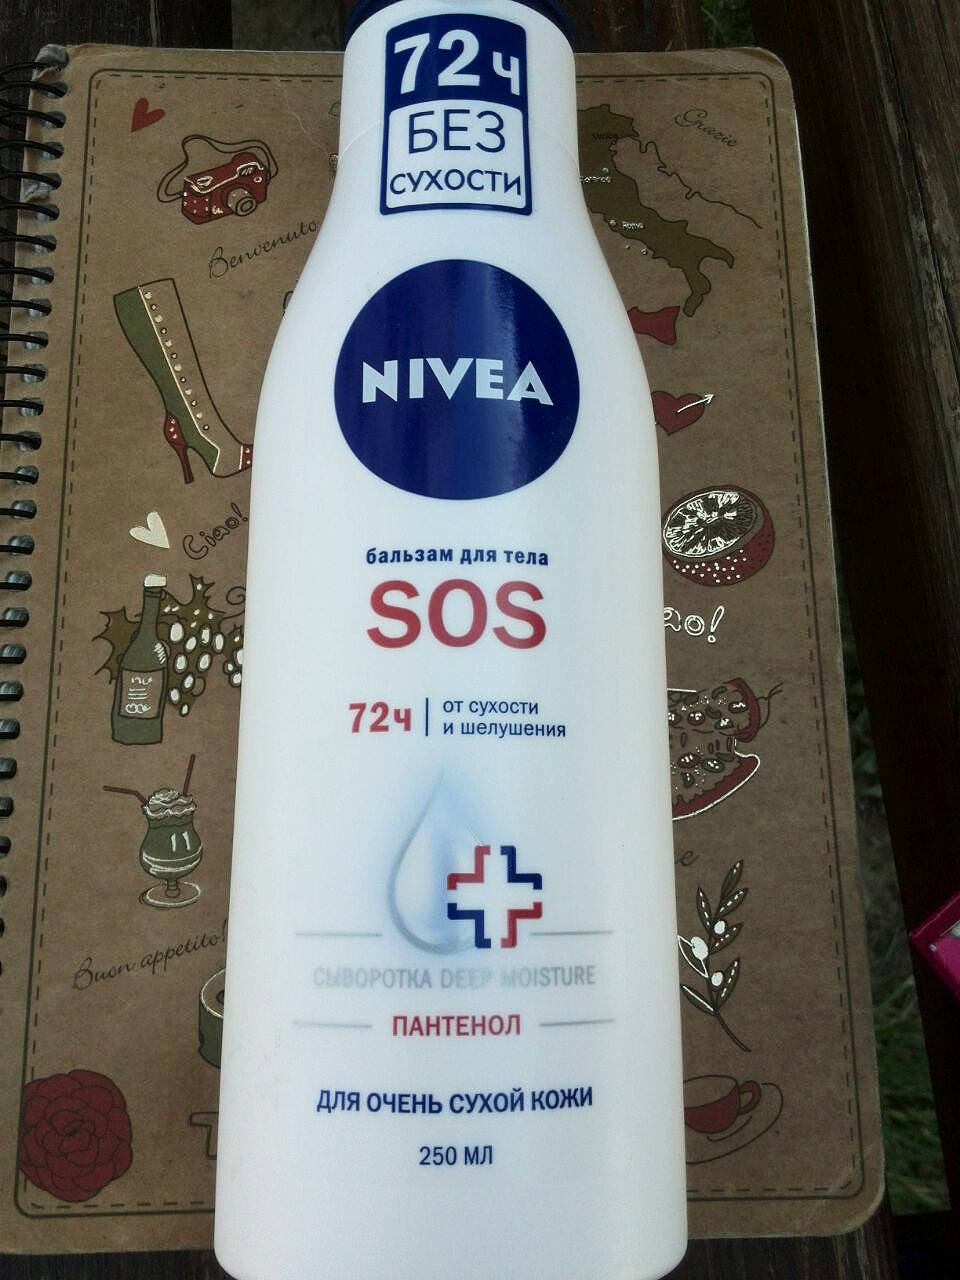 72ч
БЕЗ
СУХОСТИ
NIVEA
бальзам для тела
SOS
72ч
от сухости
и шелушения
СЫВОРОТКА DEEP MOISTURE
ПАНТЕНОЛ
ДЛЯ ОЧЕНЬ СУХОЙ КОЖИ
250 МЛ
Grazie
Roma
Benvenuto
Ciao!
Buon appetito!